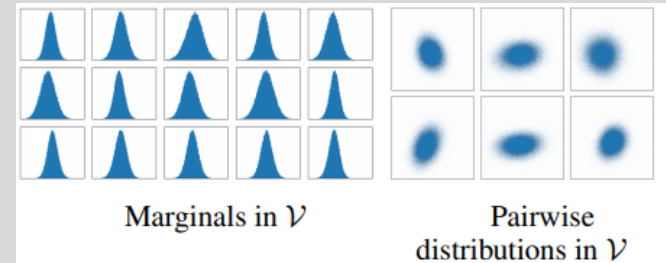 Marginals in 𝒱
Pairwise
distributions in 𝒱